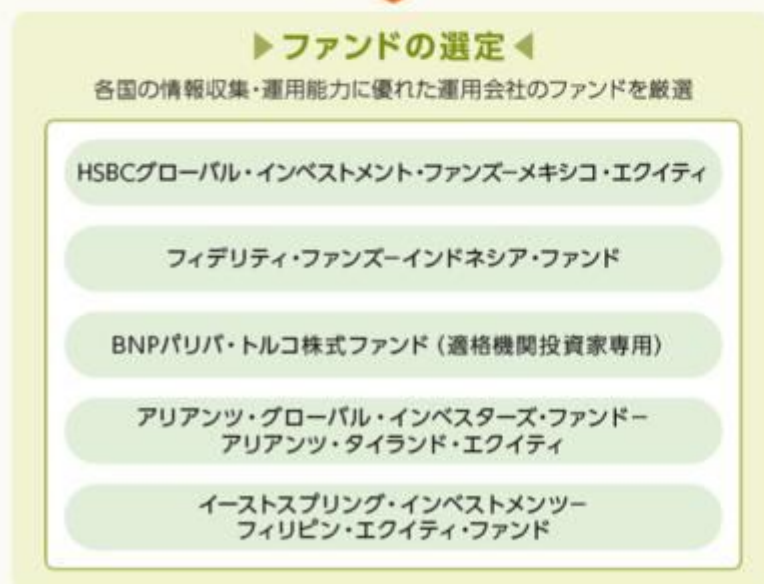 ▶ファンドの選定◀
各国の情報収集・運用能力に優れた運用会社のファンドを厳選
HSBCグローバル・インベストメント・ファンズーメキシコ・エクイティ
フィデリティ・ファンズーインドネシア・ファンド
BNPパリバ・トルコ株式ファンド（適格機関投資家専用）
アリアンツ・グローバル・インベスターズ・ファンドー
アリアンツ・タイランド・エクイティ
イーストスプリング・インベストメンツー
フィリピン・エクイティ・ファンド